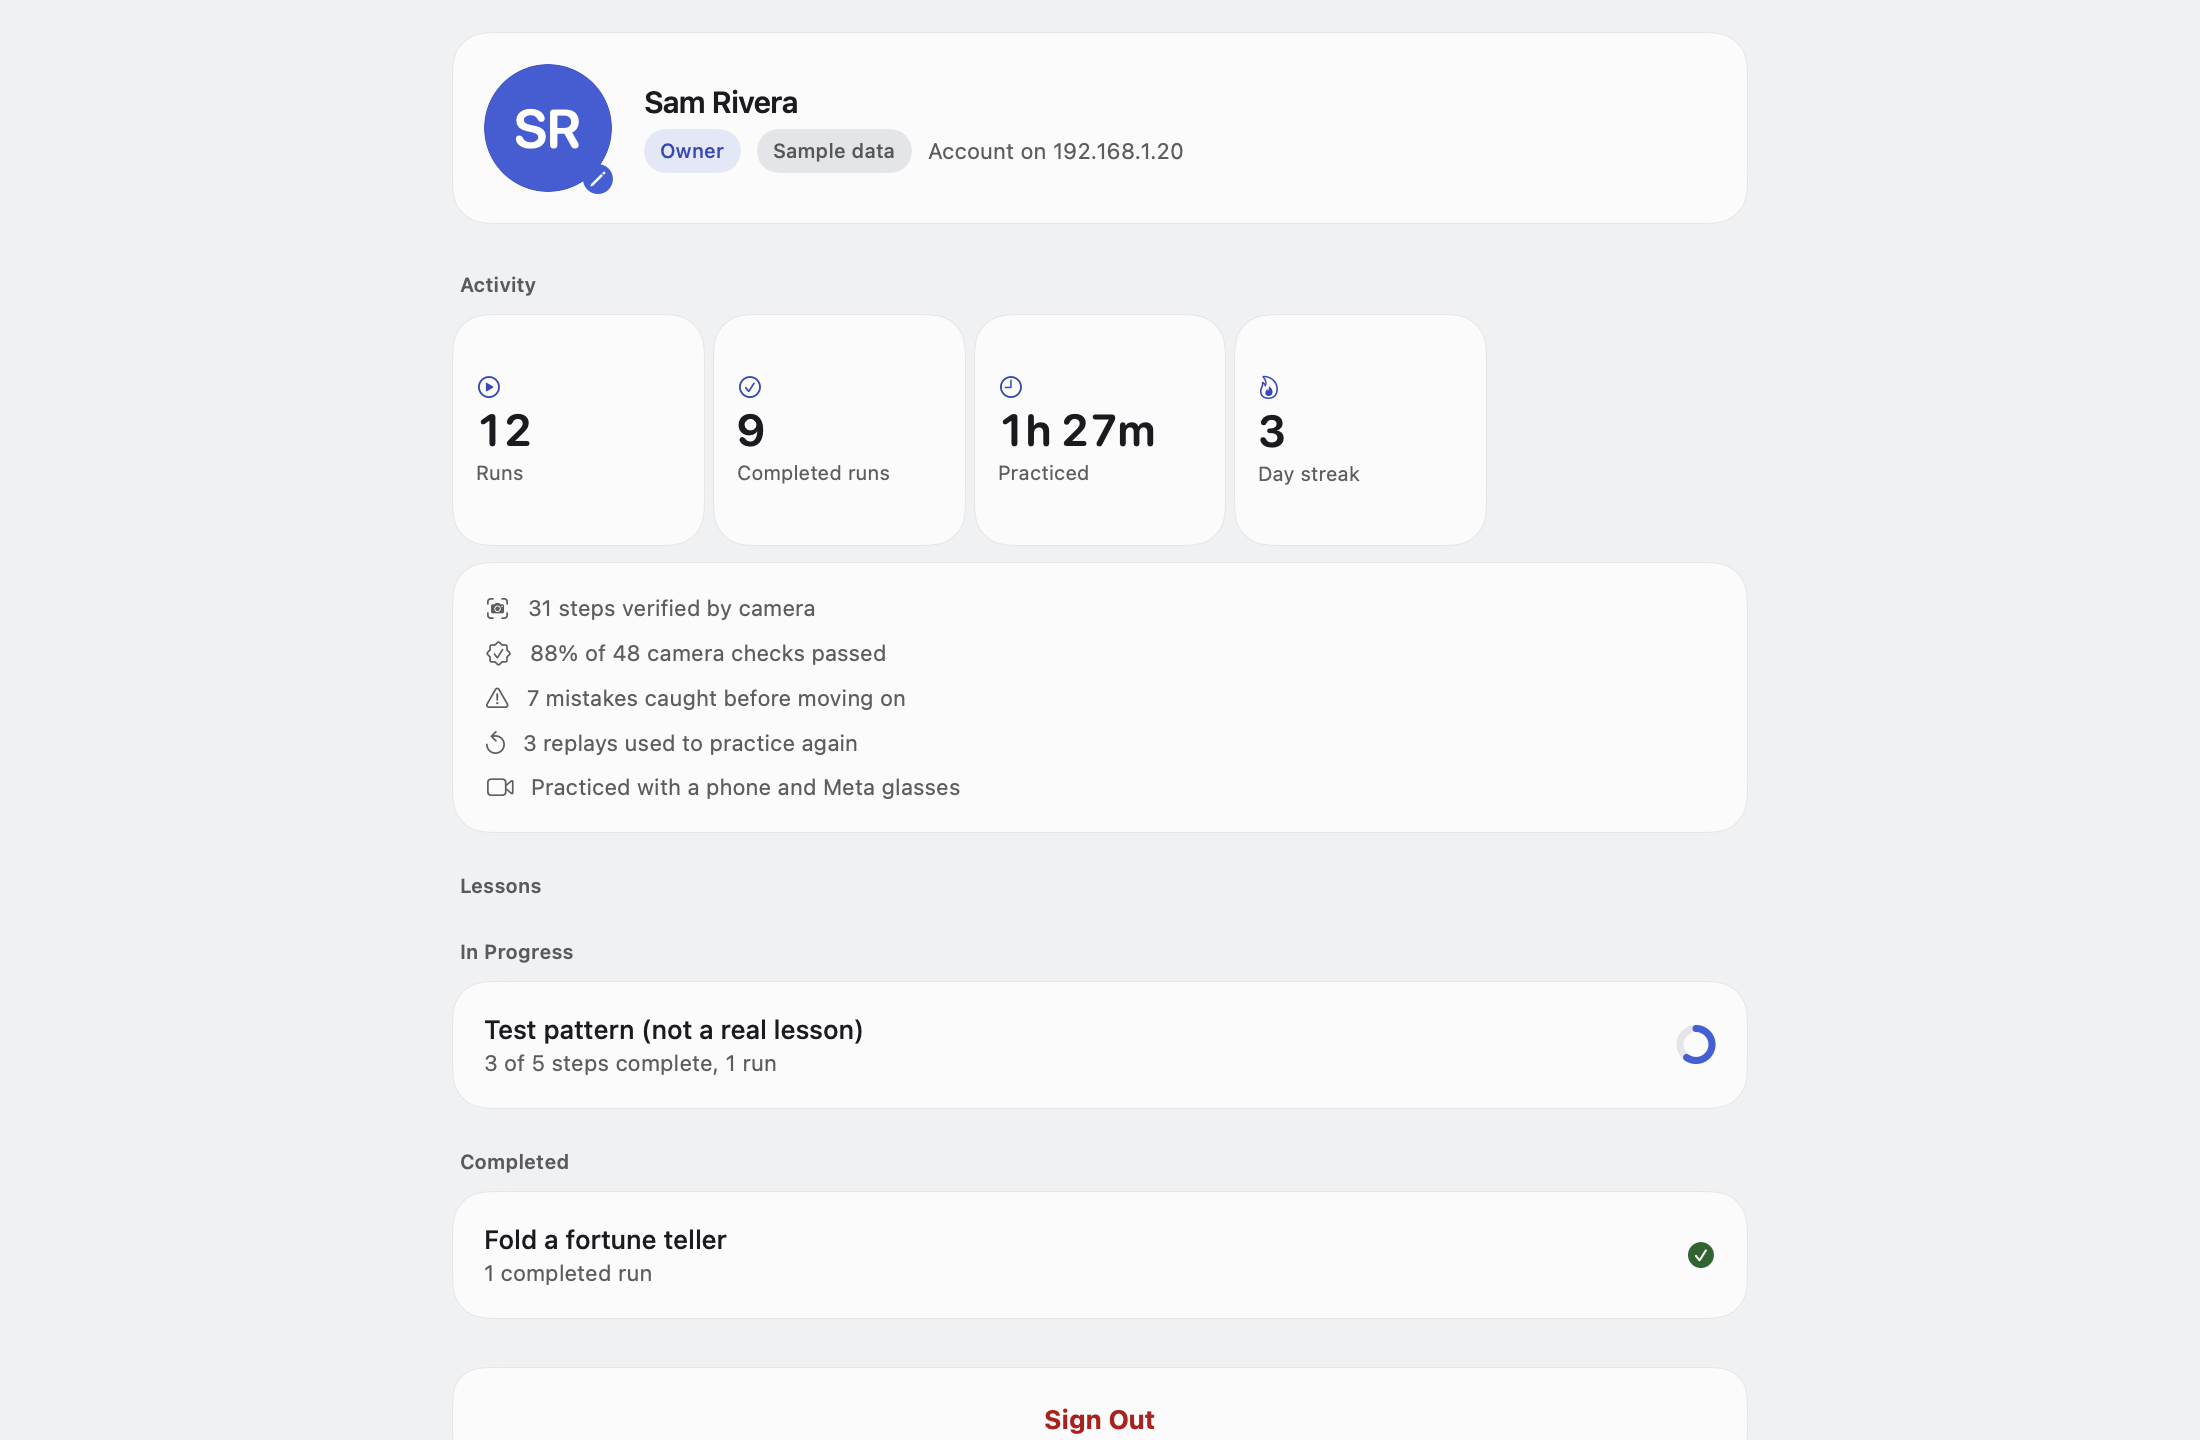 SR
Sam Rivera
Owner Sample data Account on 192.168.1.20
Activity
12
Runs
9
Completed runs
1h 27m
Practiced
3
Day streak
31 steps verified by camera
88% of 48 camera checks passed
7 mistakes caught before moving on
3 replays used to practice again
Practiced with a phone and Meta glasses
Lessons
In Progress
Test pattern (not a real lesson)
3 of 5 steps complete, 1 run
Completed
Fold a fortune teller
1 completed run
Sign Out